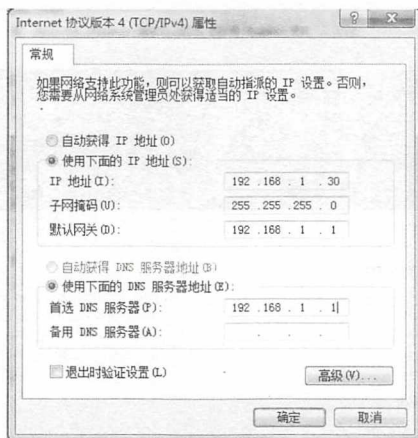 Internet 协议版本 4 (TCP/IPv4) 属性
常规
如果网络支持此功能，则可以获取自动指派的 IP 设置。否则，
您需要从网络系统管理员处获得适当的 IP 设置。
自动获得 IP 地址(O)
使用下面的 IP 地址(S):
IP 地址(I): 192 .168 . 1 . 30
子网掩码(U): 255 .255 .255 . 0
默认网关(D): 192 .168 . 1 . 1
自动获得 DNS 服务器地址(B)
使用下面的 DNS 服务器地址(E):
首选 DNS 服务器(P): 192 .168 . 1 . 1
备用 DNS 服务器(A): . . .
退出时验证设置(L)
高级(V)...
确定 取消